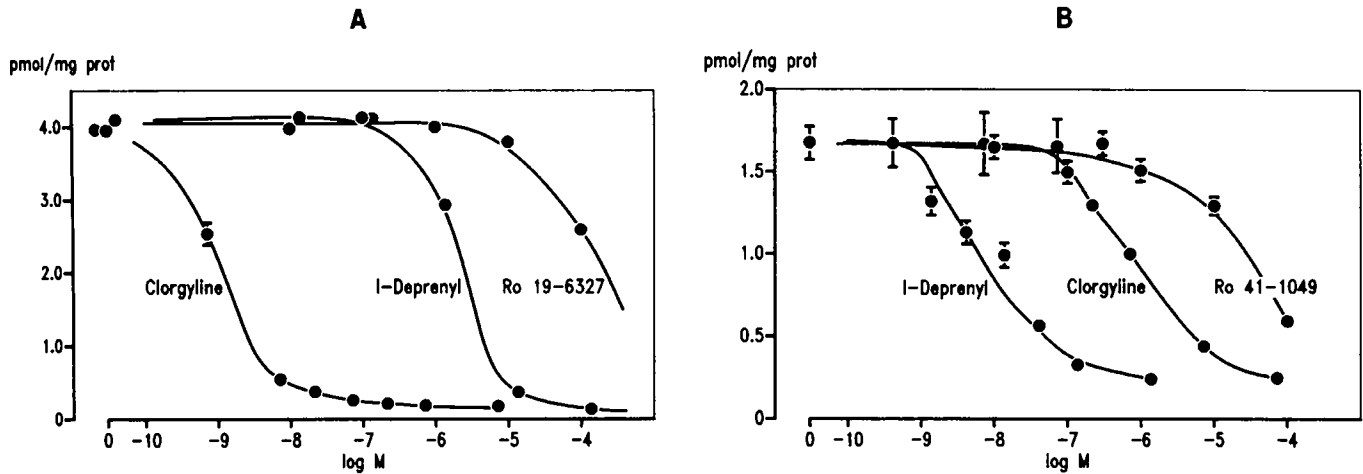 A
B
pmol/mg prot
pmol/mg prot
4.0
3.0
2.0
1.0
0
Clorgyline
l-Deprenyl
Ro 19-6327
0 -10 -9 -8 -7 -6 -5 -4
log M
2.0
1.5
1.0
0.5
0
l-Deprenyl
Clorgyline
Ro 41-1049
0 -10 -9 -8 -7 -6 -5 -4
log M